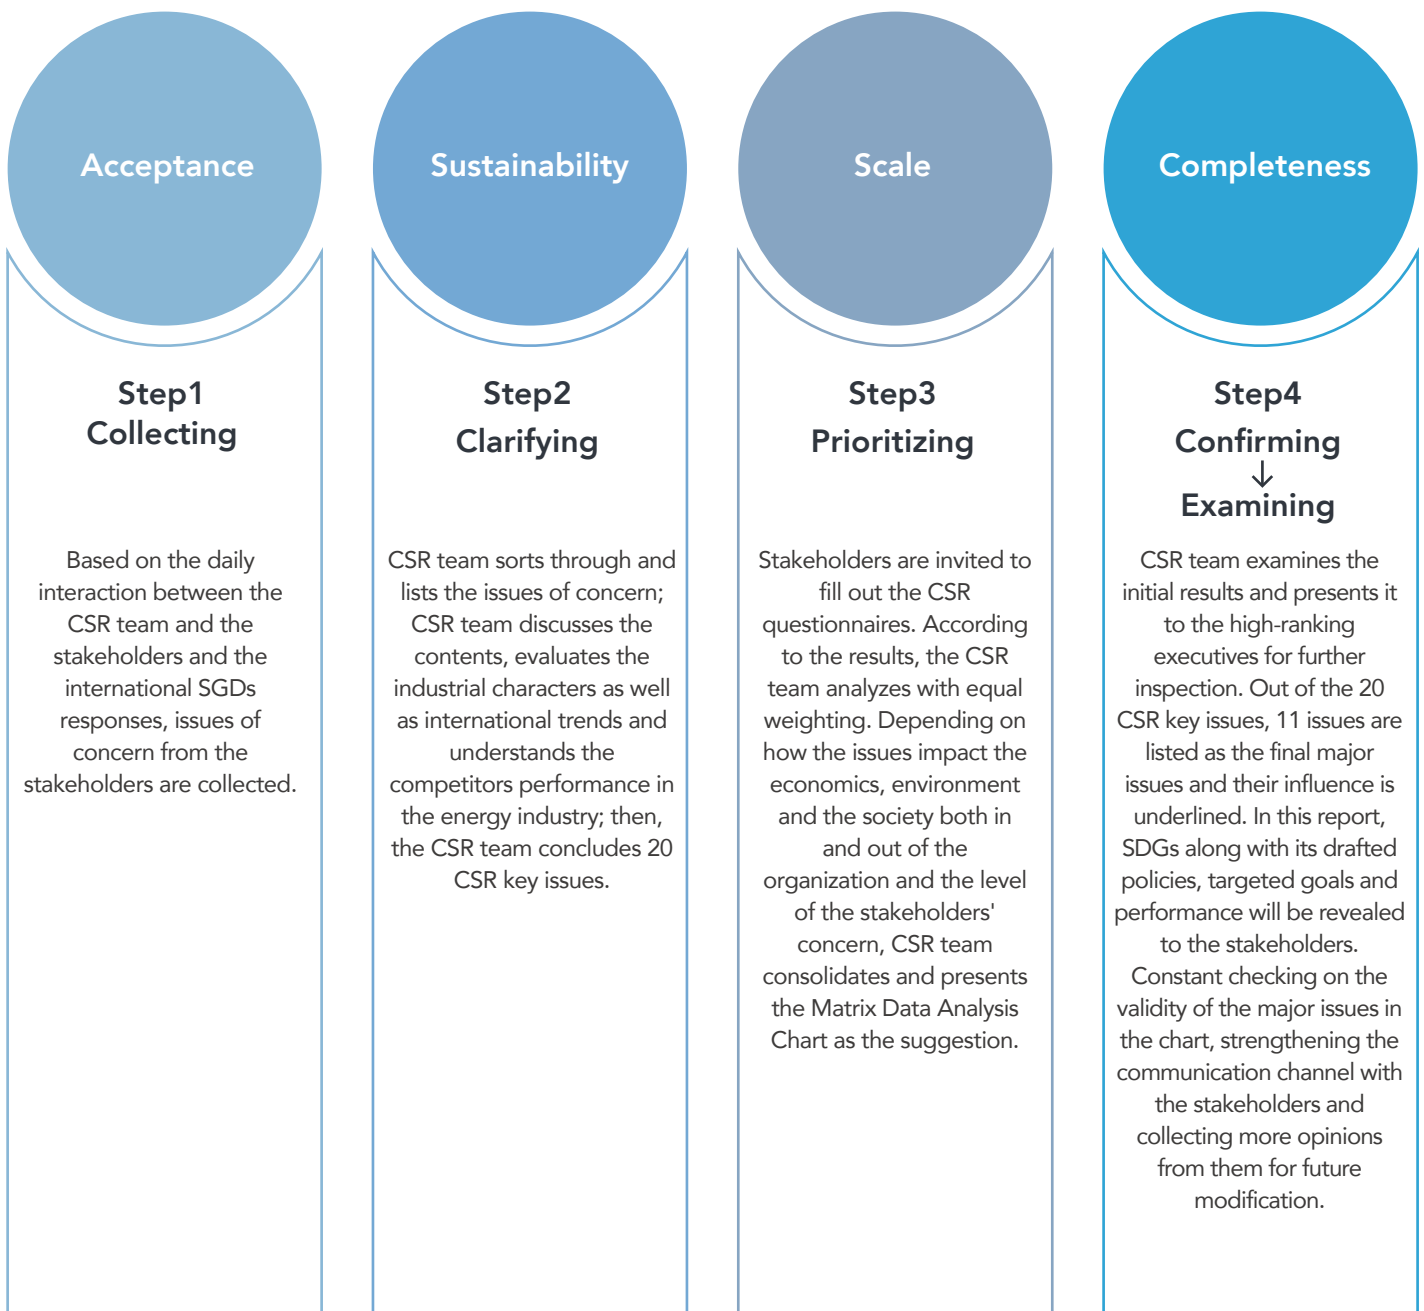 Acceptance
Step1
Collecting
Based on the daily
interaction between the
CSR team and the
stakeholders and the
international SGDs
responses, issues of
concern from the
stakeholders are collected.
Sustainability
Step2
Clarifying
CSR team sorts through and
lists the issues of concern;
CSR team discusses the
contents, evaluates the
industrial characters as well
as international trends and
understands the
competitors performance in
the energy industry; then,
the CSR team concludes 20
CSR key issues.
Scale
Step3
Prioritizing
Stakeholders are invited to
fill out the CSR
questionnaires. According
to the results, the CSR
team analyzes with equal
weighting. Depending on
how the issues impact the
economics, environment
and the society both in
and out of the
organization and the level
of the stakeholders'
concern, CSR team
consolidates and presents
the Matrix Data Analysis
Chart as the suggestion.
Completeness
Step4
Confirming
↓
Examining
CSR team examines the
initial results and presents it
to the high-ranking
executives for further
inspection. Out of the 20
CSR key issues, 11 issues are
listed as the final major
issues and their influence is
underlined. In this report,
SDGs along with its drafted
policies, targeted goals and
performance will be revealed
to the stakeholders.
Constant checking on the
validity of the major issues in
the chart, strengthening the
communication channel with
the stakeholders and
collecting more opinions
from them for future
modification.